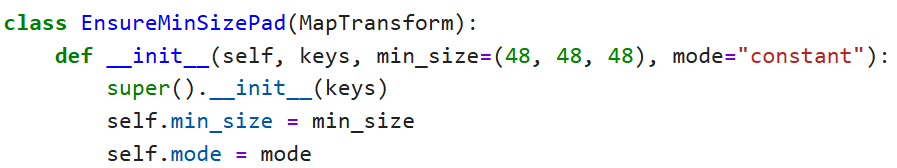 class EnsureMinSizePad(MapTransform):
    def __init__(self, keys, min_size=(48, 48, 48), mode="constant"):
        super().__init__(keys)
        self.min_size = min_size
        self.mode = mode